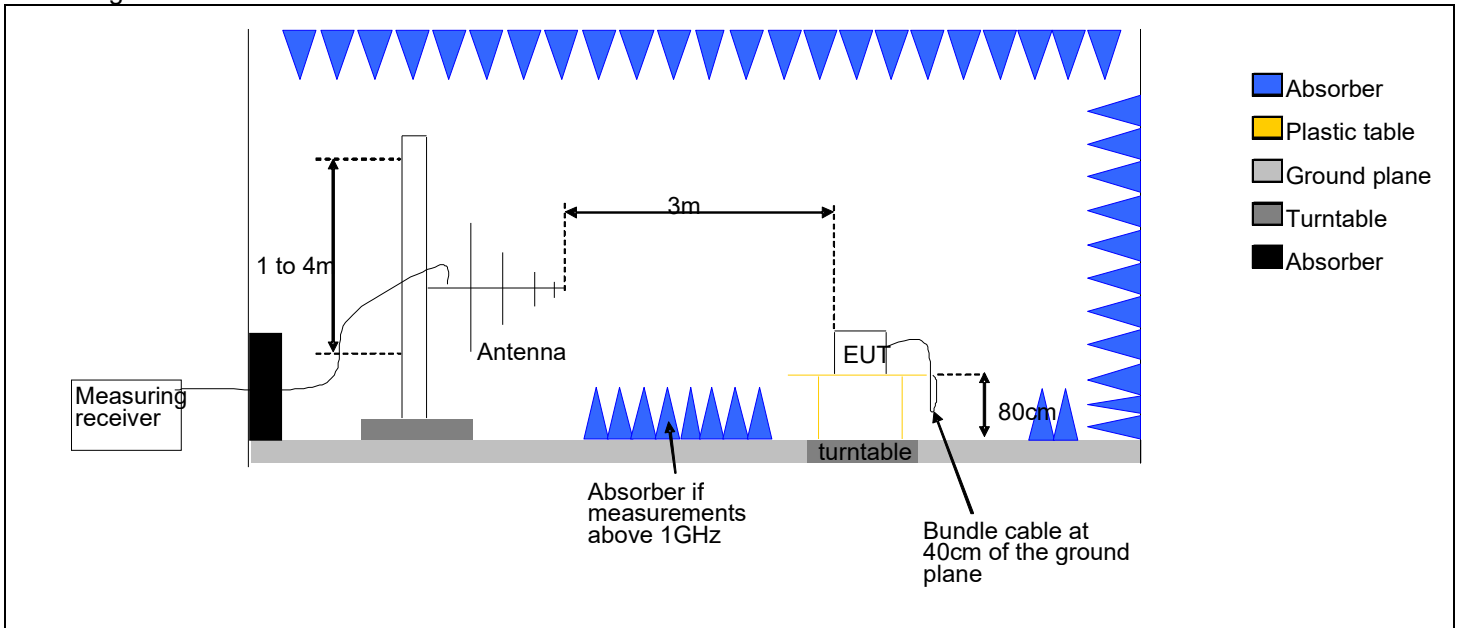 Absorber
Plastic table
Ground plane
Turntable
Absorber
3m
1 to 4m
Antenna
EUT
Measuring
receiver
80cm
turntable
Absorber if
measurements
above 1GHz
Bundle cable at
40cm of the ground
plane